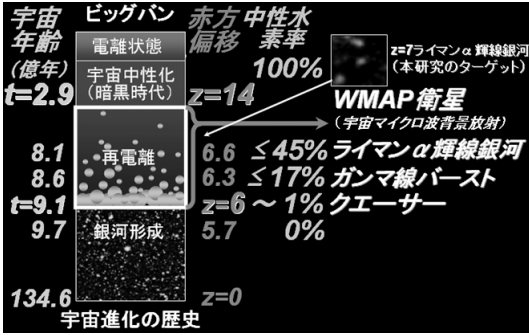 宇宙
年齢
(億年)
ビッグバン
赤方
偏移
中性水
素率
電離状態
宇宙中性化
(暗黒時代)
100%
z=7ライマンα輝線銀河
(本研究のターゲット)
t=2.9
z=14
WMAP衛星
(宇宙マイクロ波背景放射)
8.1
再電離
6.6
≦45%
ライマンα輝線銀河
8.6
6.3
≦17%
ガンマ線バースト
t=9.1
z=6
～1%
クエーサー
9.7
銀河形成
5.7
0%
134.6
z=0
宇宙進化の歴史